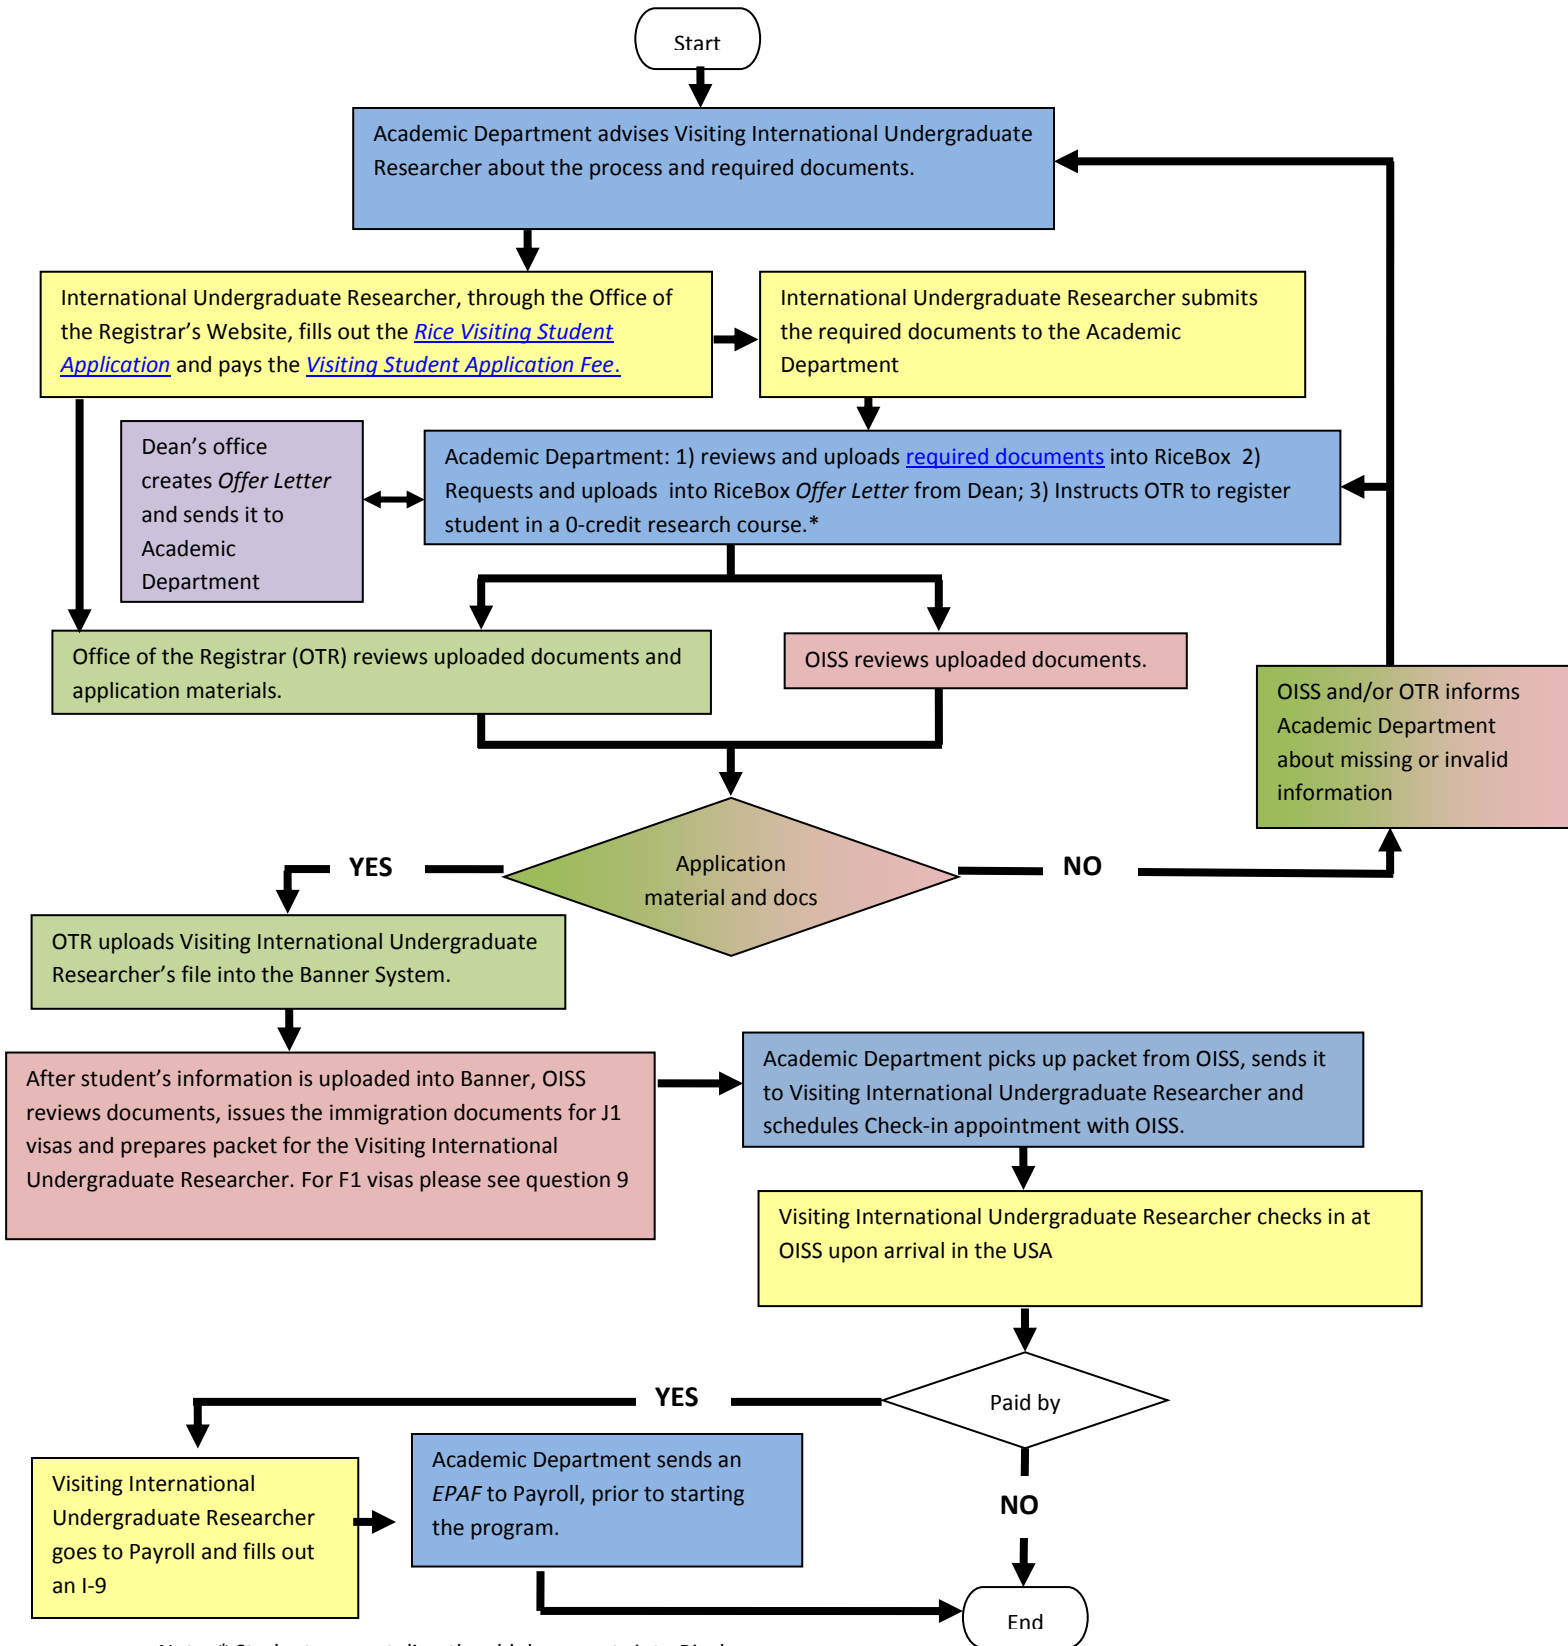 Start
Academic Department advises Visiting International Undergraduate
Researcher about the process and required documents.
International Undergraduate Researcher, through the Office of
the Registrar’s Website, fills out the Rice Visiting Student
Application and pays the Visiting Student Application Fee.
International Undergraduate Researcher submits
the required documents to the Academic
Department
Dean’s office
creates Offer Letter
and sends it to
Academic
Department
Academic Department: 1) reviews and uploads required documents into RiceBox 2)
Requests and uploads into RiceBox Offer Letter from Dean; 3) Instructs OTR to register
student in a 0-credit research course.*
Office of the Registrar (OTR) reviews uploaded documents and
application materials.
OISS reviews uploaded documents.
OISS and/or OTR informs
Academic Department
about missing or invalid
information
Application
material and docs
YES
NO
OTR uploads Visiting International Undergraduate
Researcher’s file into the Banner System.
After student’s information is uploaded into Banner, OISS
reviews documents, issues the immigration documents for J1
visas and prepares packet for the Visiting International
Undergraduate Researcher. For F1 visas please see question 9
Academic Department picks up packet from OISS, sends it
to Visiting International Undergraduate Researcher and
schedules Check-in appointment with OISS.
Visiting International Undergraduate Researcher checks in at
OISS upon arrival in the USA
Paid by
YES
NO
Visiting International
Undergraduate Researcher
goes to Payroll and fills out
an I-9
Academic Department sends an
EPAF to Payroll, prior to starting
the program.
End